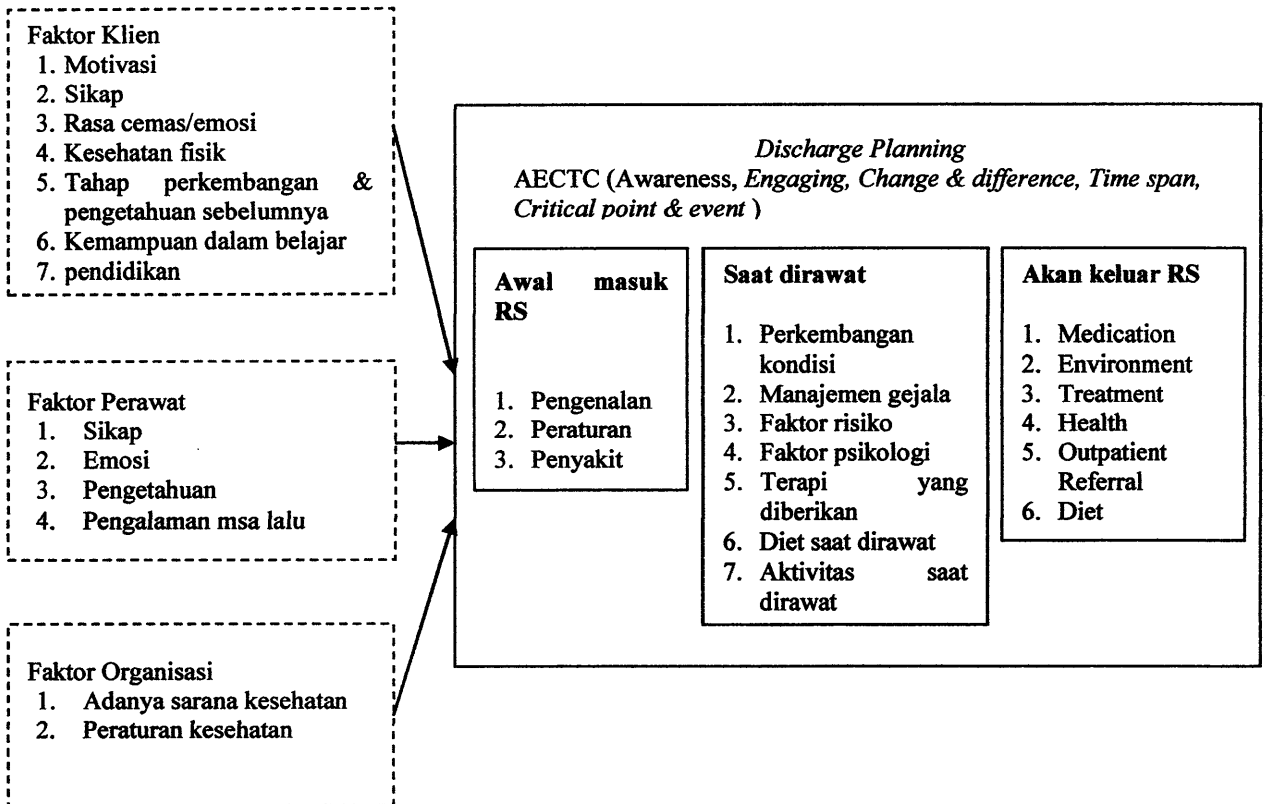 Faktor Klien
1. Motivasi
2. Sikap
3. Rasa cemas/emosi
4. Kesehatan fisik
5. Tahap perkembangan &
pengetahuan sebelumnya
6. Kemampuan dalam belajar
7. pendidikan
Faktor Perawat
1. Sikap
2. Emosi
3. Pengetahuan
4. Pengalaman msa lalu
Faktor Organisasi
1. Adanya sarana kesehatan
2. Peraturan kesehatan
Discharge Planning
AECTC (Awareness, Engaging, Change & difference, Time span,
Critical point & event )
Awal masuk
RS
1. Pengenalan
2. Peraturan
3. Penyakit
Saat dirawat
1. Perkembangan
kondisi
2. Manajemen gejala
3. Faktor risiko
4. Faktor psikologi
5. Terapi yang
diberikan
6. Diet saat dirawat
7. Aktivitas saat
dirawat
Akan keluar RS
1. Medication
2. Environment
3. Treatment
4. Health
5. Outpatient
Referral
6. Diet